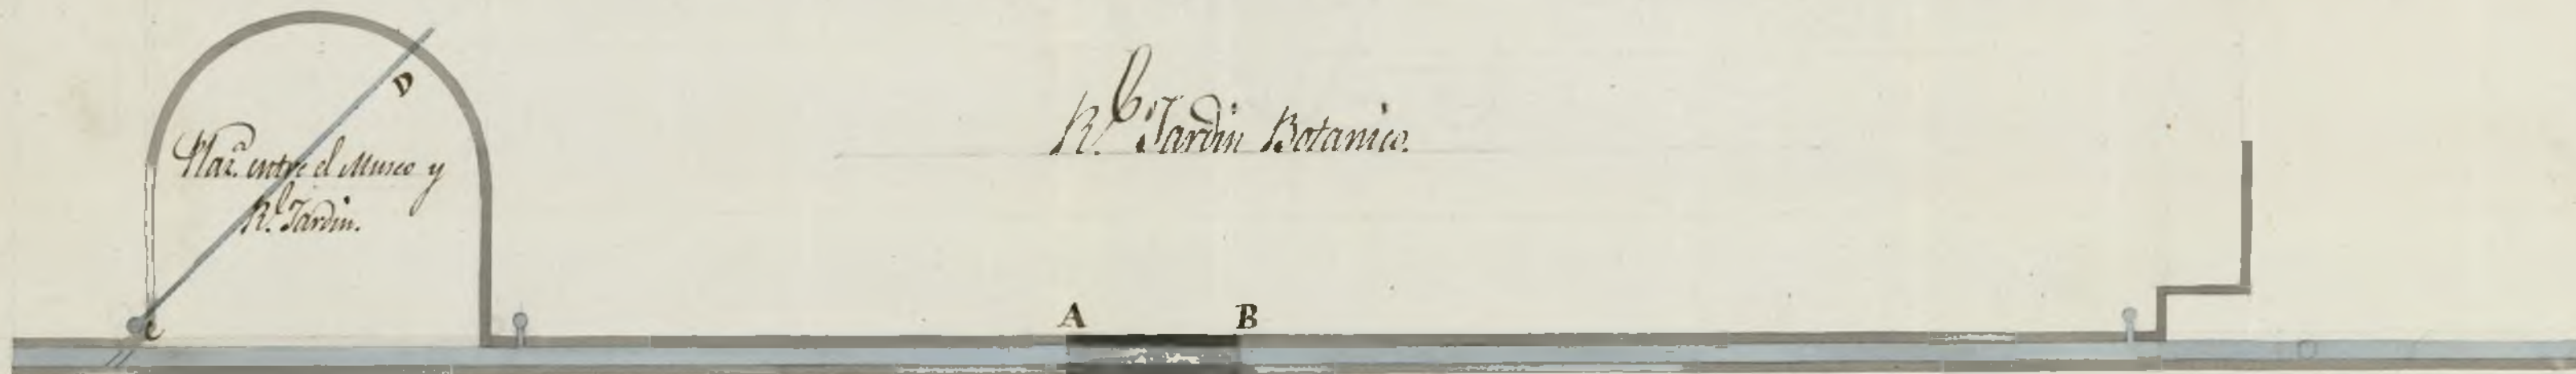 D
Plaz.ª entre el Museo y
R.l Jardin.
R.l Jardin Botanico.
A B
C